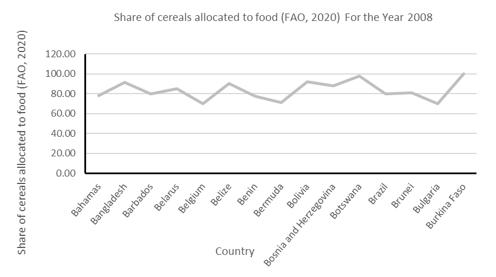 Share of cereals allocated to food (FAO, 2020) For the Year 2008
Share of cereals allocated to food (FAO, 2020)
120.00
100.00
80.00
60.00
40.00
20.00
0.00
Bahamas
Bangladesh
Barbados
Belarus
Belgium
Belize
Benin
Bermuda
Bolivia
Bosnia and Herzegovina
Botswana
Brazil
Brunei
Bulgaria
Burkina Faso
Country